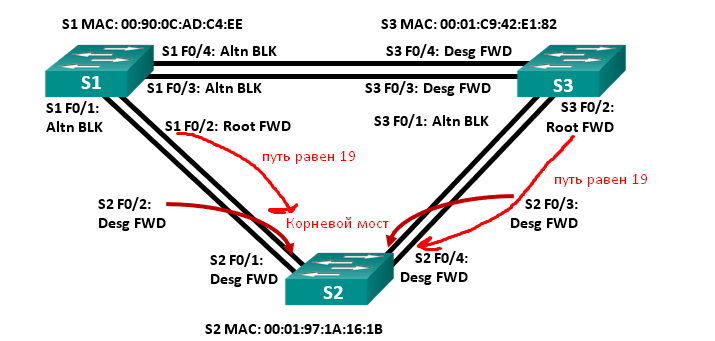 S1 MAC: 00:90:0C:AD:C4:EE
S3 MAC: 00:01:C9:42:E1:82
S1 F0/4: Altn BLK
S3 F0/4: Desg FWD
S1
S3
S1 F0/3: Altn BLK
S3 F0/3: Desg FWD
S1 F0/1:
Altn BLK
S3 F0/2:
Root FWD
S1 F0/2: Root FWD
S3 F0/1: Altn BLK
путь равен 19
путь равен 19
S2 F0/2:
Desg FWD
Корневой мост
S2 F0/3:
Desg FWD
S2 F0/1:
Desg FWD
S2 F0/4:
Desg FWD
S2
S2 MAC: 00:01:97:1A:16:1B